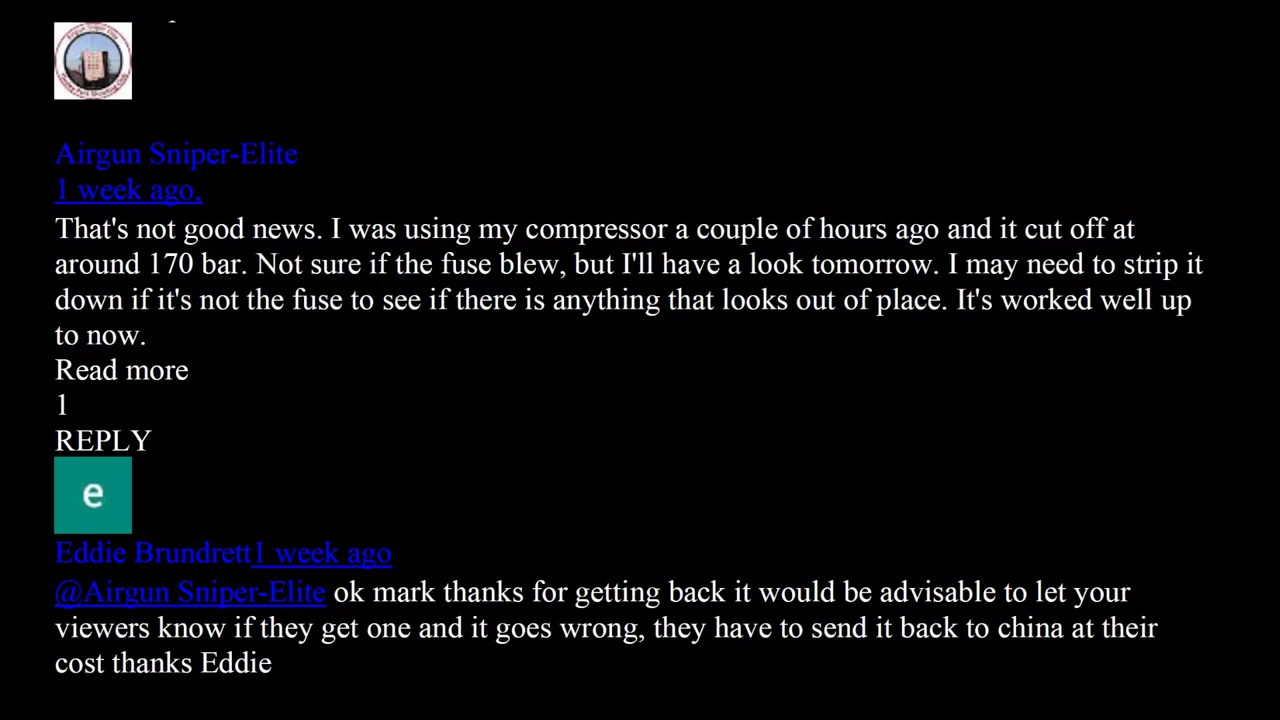 Airgun Sniper-Elite
1 week ago,
That's not good news. I was using my compressor a couple of hours ago and it cut off at
around 170 bar. Not sure if the fuse blew, but I'll have a look tomorrow. I may need to strip it
down if it's not the fuse to see if there is anything that looks out of place. It's worked well up
to now.
Read more
1
REPLY
e
Eddie Brundrett1 week ago
@Airgun Sniper-Elite ok mark thanks for getting back it would be advisable to let your
viewers know if they get one and it goes wrong, they have to send it back to china at their
cost thanks Eddie